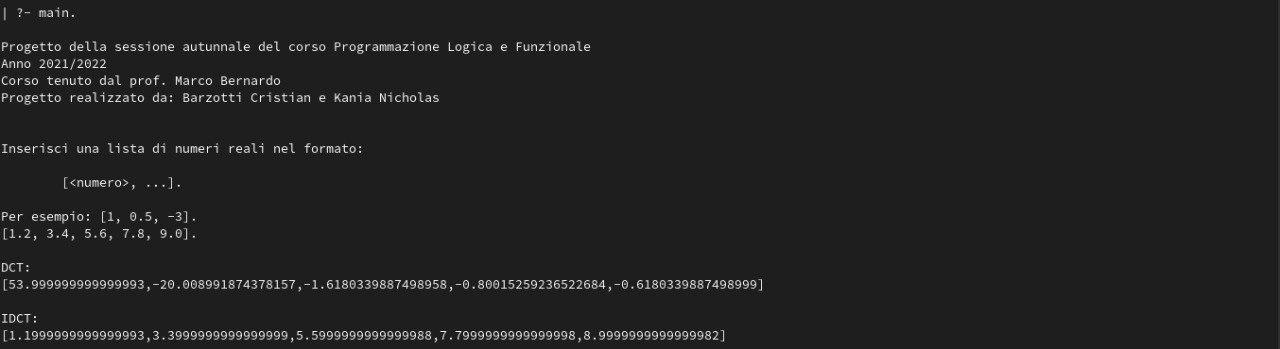 | ?- main.
Progetto della sessione autunnale del corso Programmazione Logica e Funzionale
Anno 2021/2022
Corso tenuto dal prof. Marco Bernardo
Progetto realizzato da: Barzotti Cristian e Kania Nicholas
Inserisci una lista di numeri reali nel formato:
[<numero>, ...].
Per esempio: [1, 0.5, -3].
[1.2, 3.4, 5.6, 7.8, 9.0].
DCT:
[53.999999999999993,-20.008991874378157,-1.6180339887498958,-0.80015259236522684,-0.6180339887498999]
IDCT:
[1.1999999999999993,3.3999999999999999,5.5999999999999988,7.7999999999999998,8.9999999999999982]